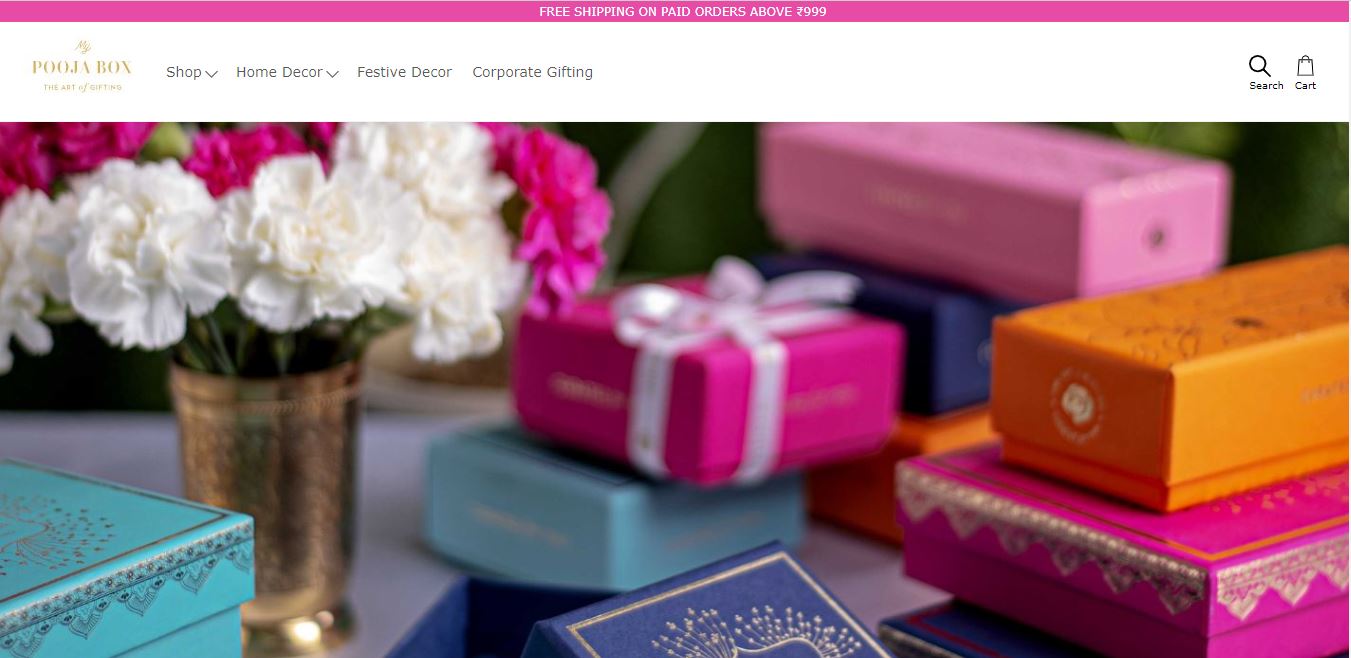 FREE SHIPPING ON PAID ORDERS ABOVE ₹999
My
POOJA BOX
THE ART of GIFTING
Shop
Home Decor
Festive Decor
Corporate Gifting
Search
Cart